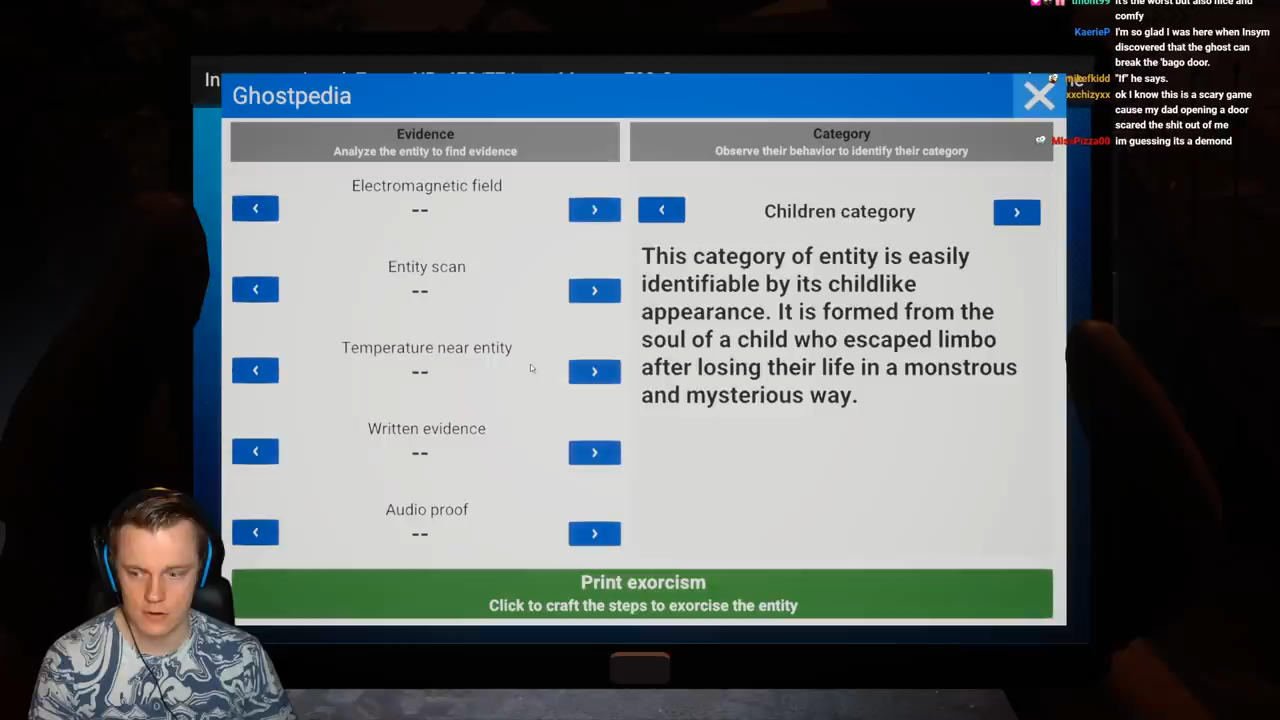 Ghostpedia
Evidence
Analyze the entity to find evidence
Category
Observe their behavior to identify their category
Electromagnetic field
--
Entity scan
--
Temperature near entity
--
Written evidence
--
Audio proof
--
Children category
This category of entity is easily
identifiable by its childlike
appearance. It is formed from the
soul of a child who escaped limbo
after losing their life in a monstrous
and mysterious way.
Print exorcism
Click to craft the steps to exorcise the entity
it's the worst but also nice and
comfy
KaerieP I'm so glad I was here when Insym
discovered that the ghost can
break the 'bago door.
mikefkidd "If" he says.
xxchizyxx ok I know this is a scary game
cause my dad opening a door
scared the shit out of me
MissPizza00 im guessing its a demond